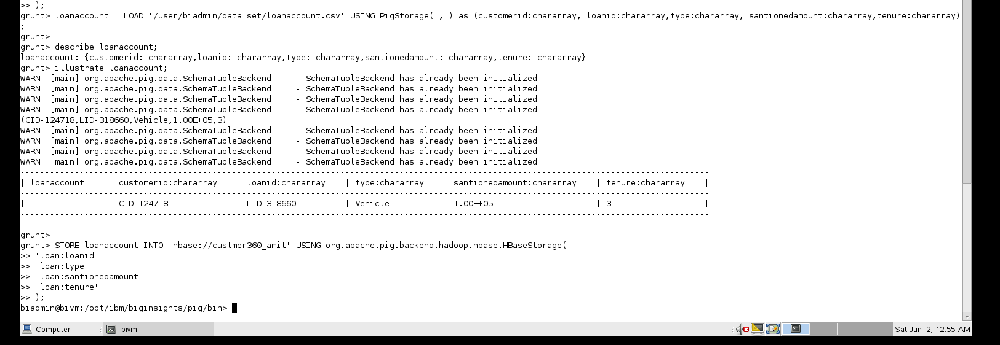 >> );
grunt> loanaccount = LOAD '/user/biadmin/data_set/loanaccount.csv' USING PigStorage(',') as (customerid:chararray, loanid:chararray,type:chararray, santionedamount:chararray,tenure:chararray)
;
grunt>
grunt> describe loanaccount;
loanaccount: {customerid: chararray,loanid: chararray,type: chararray,santionedamount: chararray,tenure: chararray}
grunt> illustrate loanaccount;
WARN  [main] org.apache.pig.data.SchemaTupleBackend     - SchemaTupleBackend has already been initialized
WARN  [main] org.apache.pig.data.SchemaTupleBackend     - SchemaTupleBackend has already been initialized
WARN  [main] org.apache.pig.data.SchemaTupleBackend     - SchemaTupleBackend has already been initialized
WARN  [main] org.apache.pig.data.SchemaTupleBackend     - SchemaTupleBackend has already been initialized
(CID-124718,LID-318660,Vehicle,1.00E+05,3)
WARN  [main] org.apache.pig.data.SchemaTupleBackend     - SchemaTupleBackend has already been initialized
WARN  [main] org.apache.pig.data.SchemaTupleBackend     - SchemaTupleBackend has already been initialized
WARN  [main] org.apache.pig.data.SchemaTupleBackend     - SchemaTupleBackend has already been initialized
WARN  [main] org.apache.pig.data.SchemaTupleBackend     - SchemaTupleBackend has already been initialized
| loanaccount     | customerid:chararray    | loanid:chararray    | type:chararray    | santionedamount:chararray    | tenure:chararray    |
|                 | CID-124718              | LID-318660          | Vehicle           | 1.00E+05                     | 3                   |
grunt>
grunt> STORE loanaccount INTO 'hbase://custmer360_amit' USING org.apache.pig.backend.hadoop.hbase.HBaseStorage(
>> 'loan:loanid
>>  loan:type
>>  loan:santionedamount
>>  loan:tenure'
>> );
biadmin@bivm:/opt/ibm/biginsights/pig/bin>
Computer
bivm
Sat Jun  2, 12:55 AM